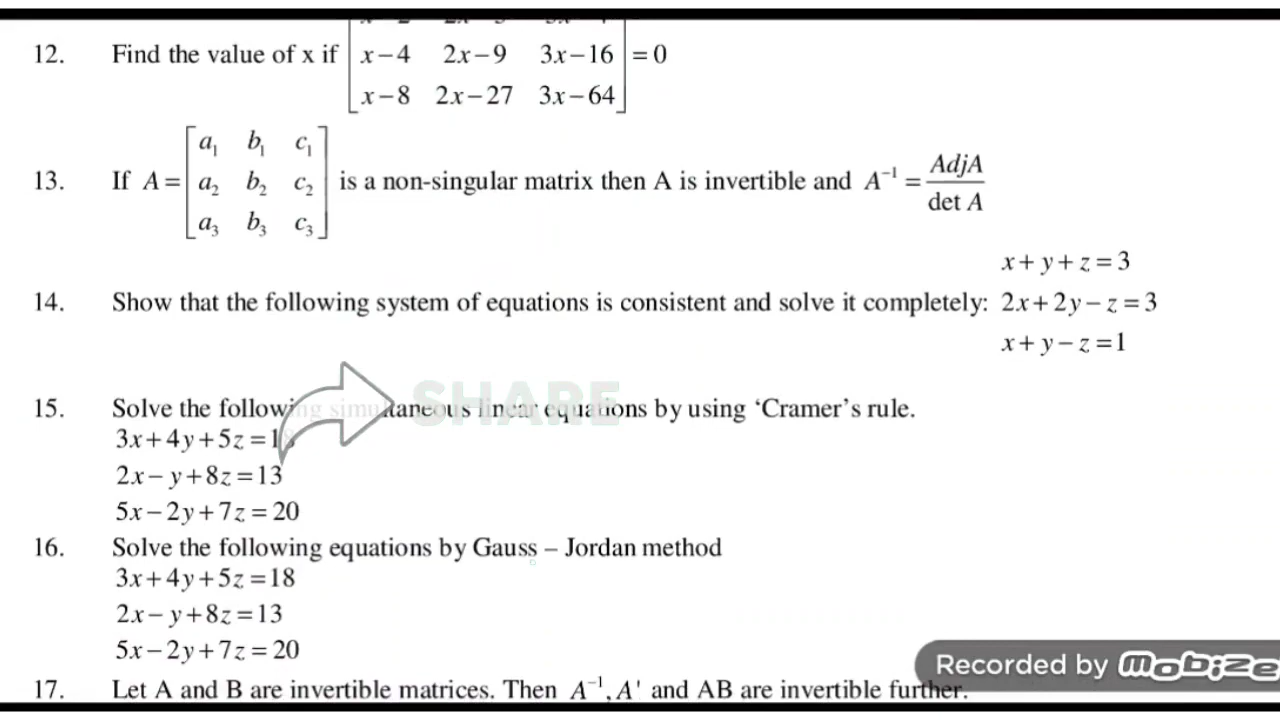 12. Find the value of x if | x−4 2x−9 3x−16 | = 0
x−8 2x−27 3x−64
13. If A = [ a₁ b₁ c₁
a₂ b₂ c₂
a₃ b₃ c₃ ] is a non-singular matrix then A is invertible and A⁻¹ = AdjA / det A
14. Show that the following system of equations is consistent and solve it completely:
x + y + z = 3
2x + 2y − z = 3
x + y − z = 1
SHARE
15. Solve the following simultaneous linear equations by using ‘Cramer’s rule.
3x + 4y + 5z = 18
2x − y + 8z = 13
5x − 2y + 7z = 20
16. Solve the following equations by Gauss – Jordan method
3x + 4y + 5z = 18
2x − y + 8z = 13
5x − 2y + 7z = 20
Recorded by mobizen
17. Let A and B are invertible matrices. Then A⁻¹, A' and AB are invertible further.